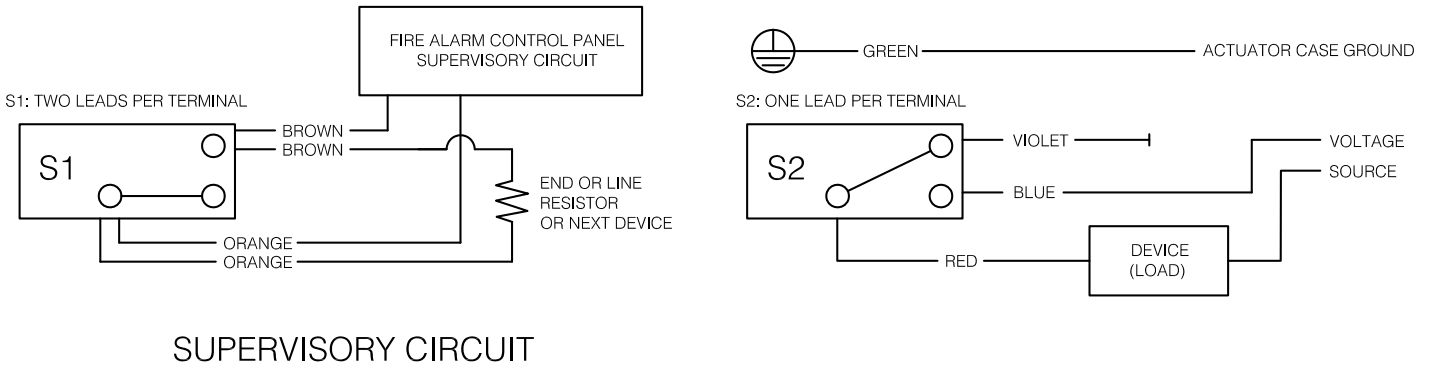 FIRE ALARM CONTROL PANEL
SUPERVISORY CIRCUIT
S1: TWO LEADS PER TERMINAL
S1
BROWN
BROWN
END OR LINE
RESISTOR
OR NEXT DEVICE
ORANGE
ORANGE
GREEN
ACTUATOR CASE GROUND
S2: ONE LEAD PER TERMINAL
S2
VIOLET
VOLTAGE
SOURCE
BLUE
RED
DEVICE
(LOAD)
SUPERVISORY CIRCUIT